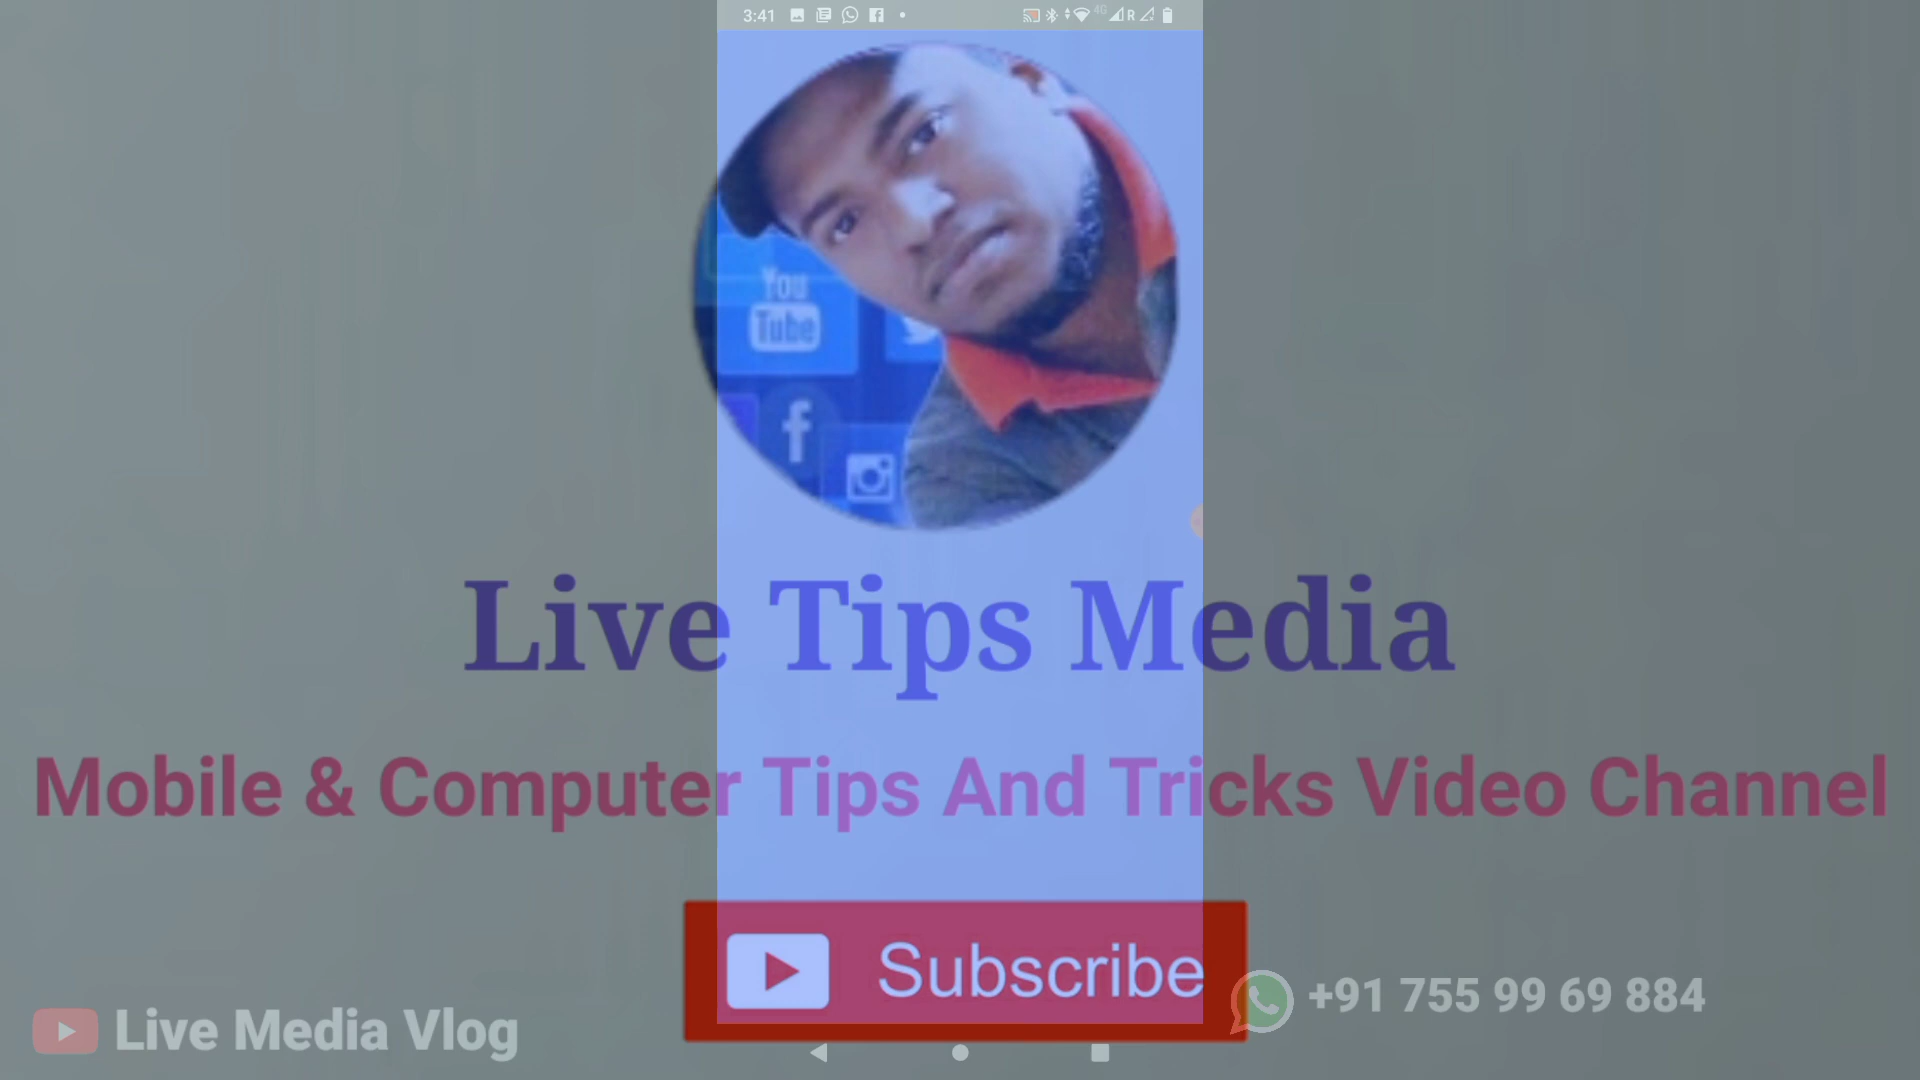 3:41
4G
R
You
Tube
Live Tips Media
Mobile & Computer Tips And Tricks Video Channel
Subscribe
+91 755 99 69 884
Live Media Vlog